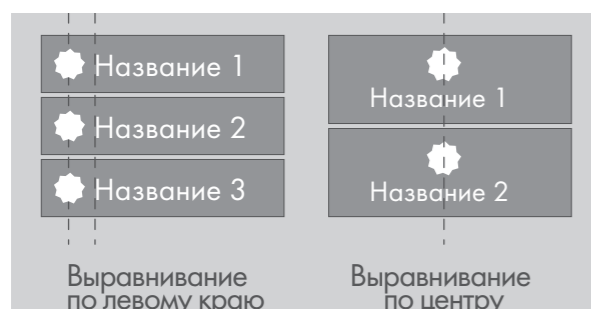 Название 1
Название 2
Название 3
Выравнивание
по левому краю
Название 1
Название 2
Выравнивание
по центру